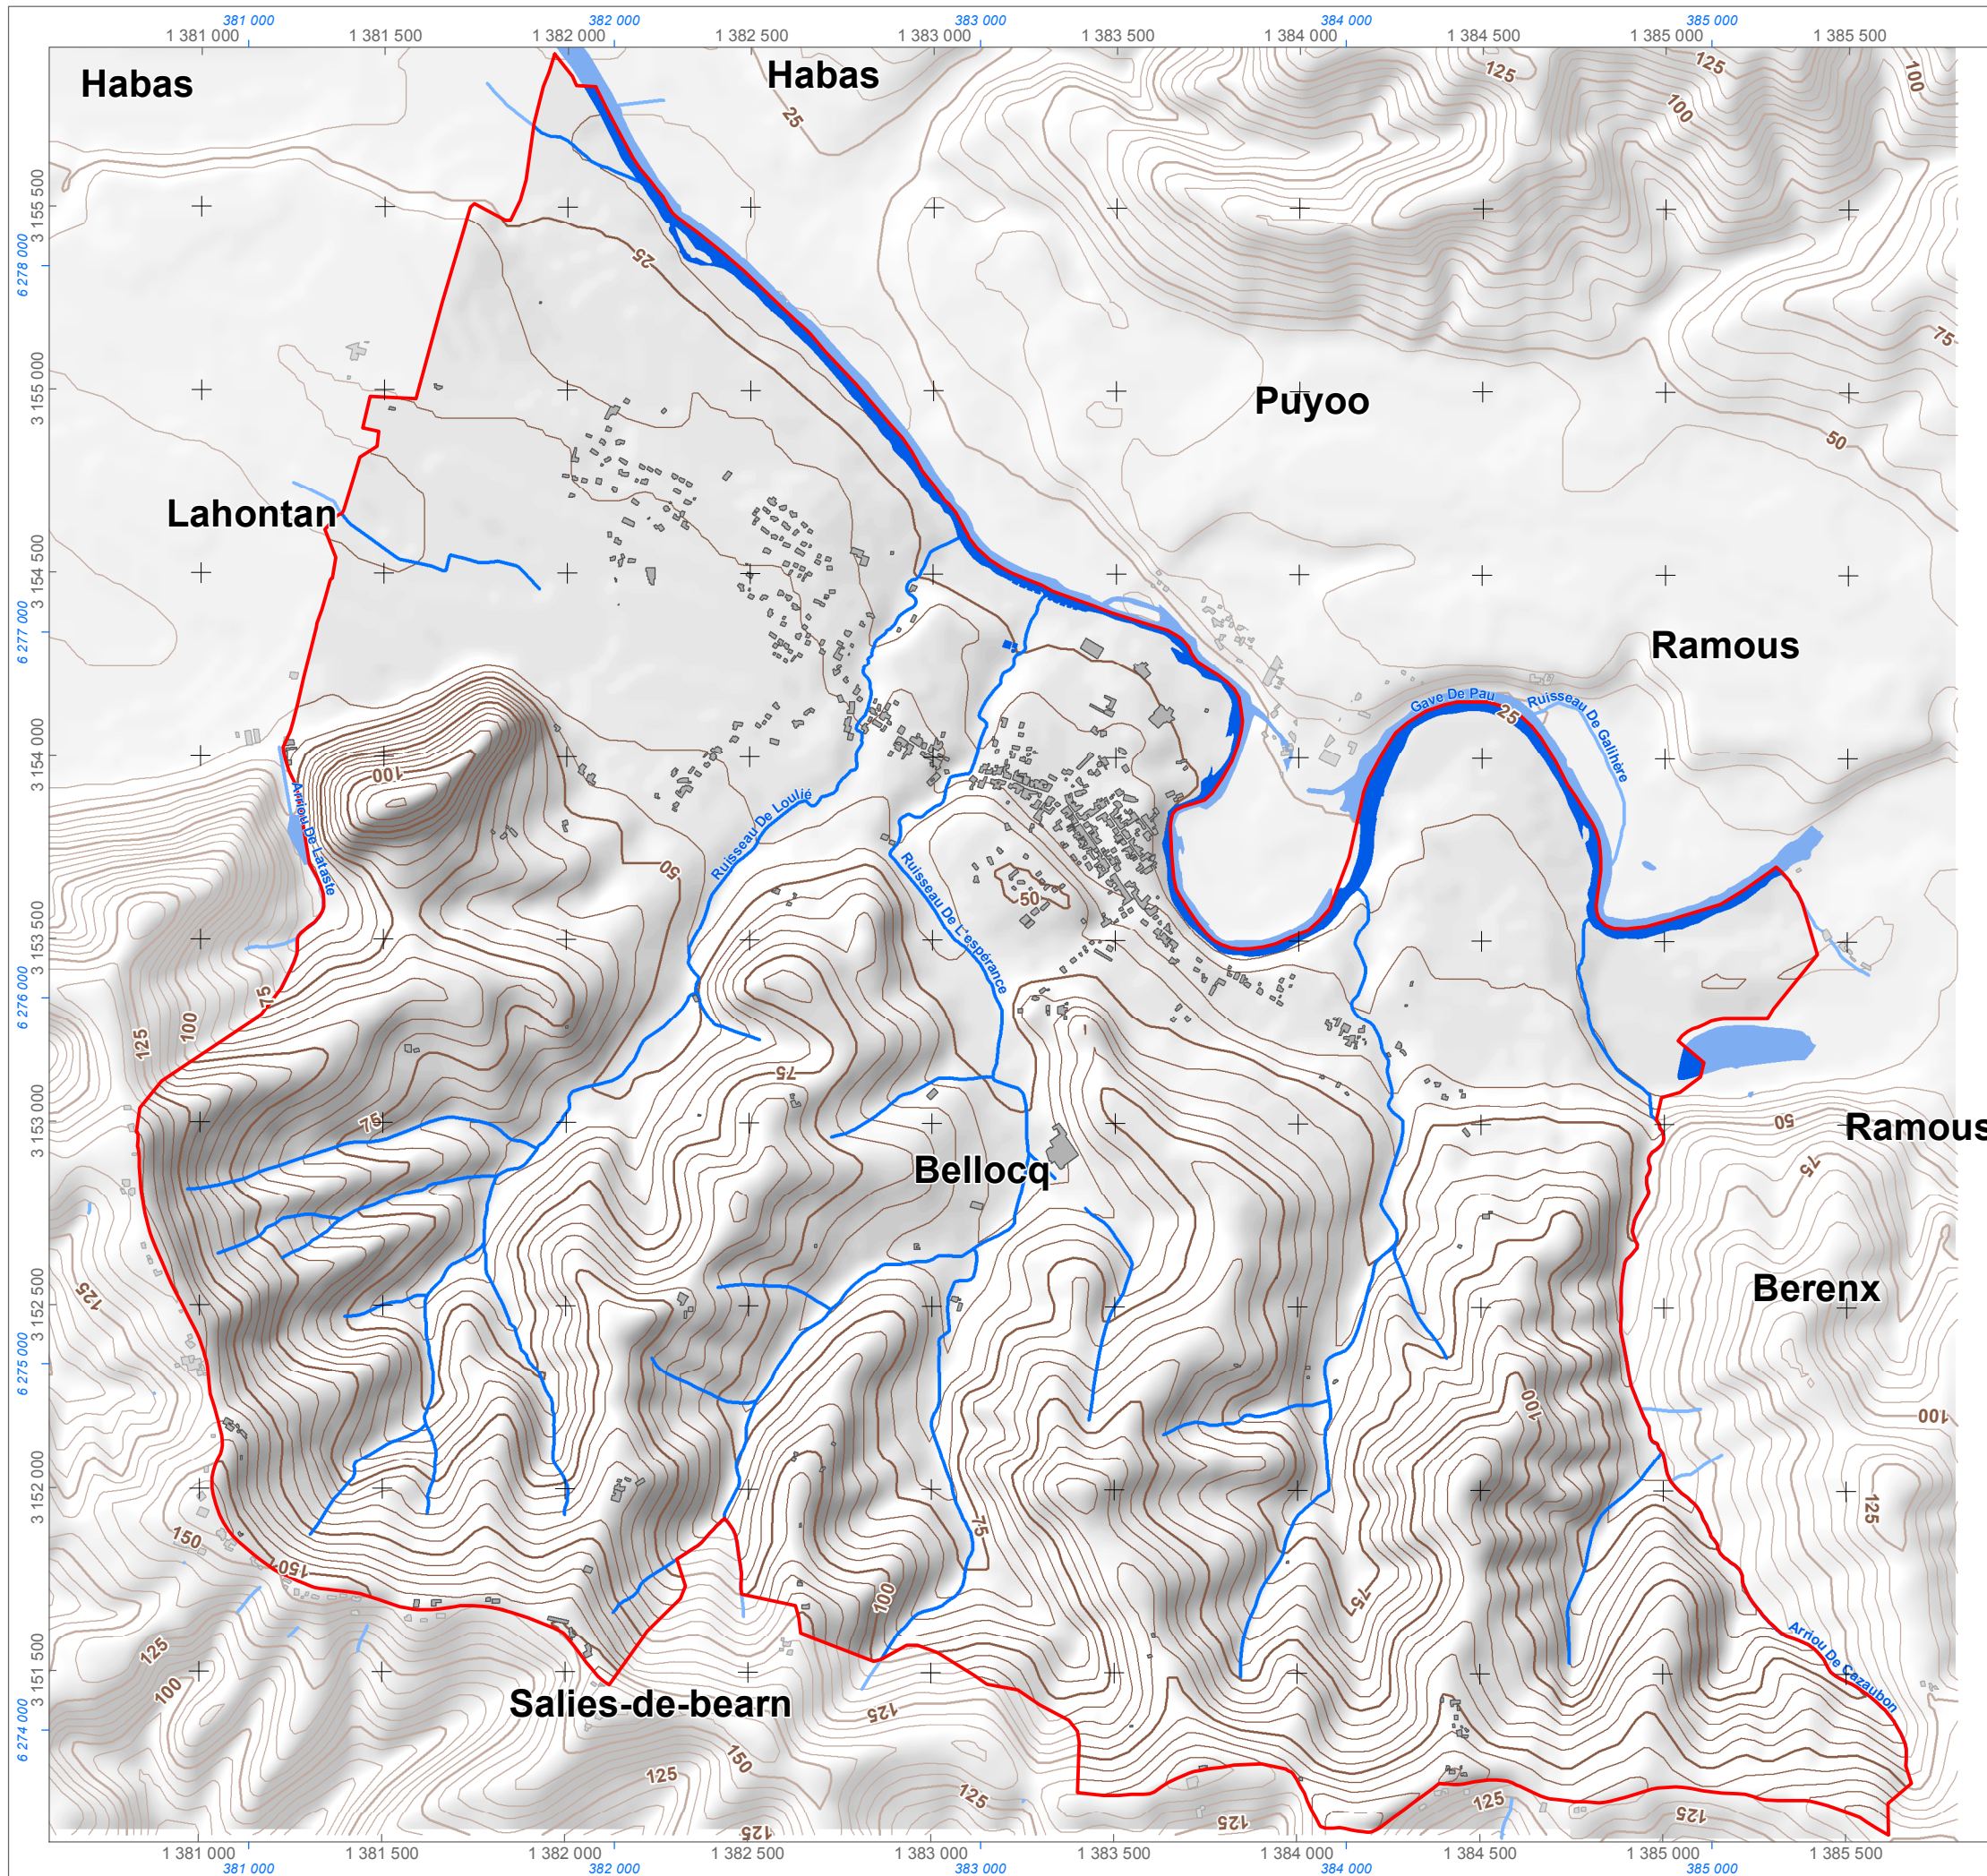 381 000 382 000 383 000 384 000 385 000
1 381 000 1 381 500 1 382 000 1 382 500 1 383 000 1 383 500 1 384 000 1 384 500 1 385 000 1 385 500
Habas
Habas
125
125
100
100
25
3 155 500
6 278 000
25
75
3 155 000
Puyoo
50
Lahontan
3 154 500
6 277 000
Ramous
Gave De Pau
Ruisseau De Galihère
25
3 154 000
100
Arriou De Lataste
Ruisseau De Loulié
50
Ruisseau De L'espérance
50
3 153 500
6 276 000
75
125
100
75
75
3 153 000
50
Ramous
75
Bellocq
Berenx
125
3 152 500
6 275 000
100
100
3 152 000
125
75
150
150
100
75
125
100
3 151 500
Arriou De Cazaubon
Salies-de-bearn
6 274 000
125
150
125
125
125
125
125
125
1 381 000 1 381 500 1 382 000 1 382 500 1 383 000 1 383 500 1 384 000 1 384 500 1 385 000 1 385 500
381 000 382 000 383 000 384 000 385 000